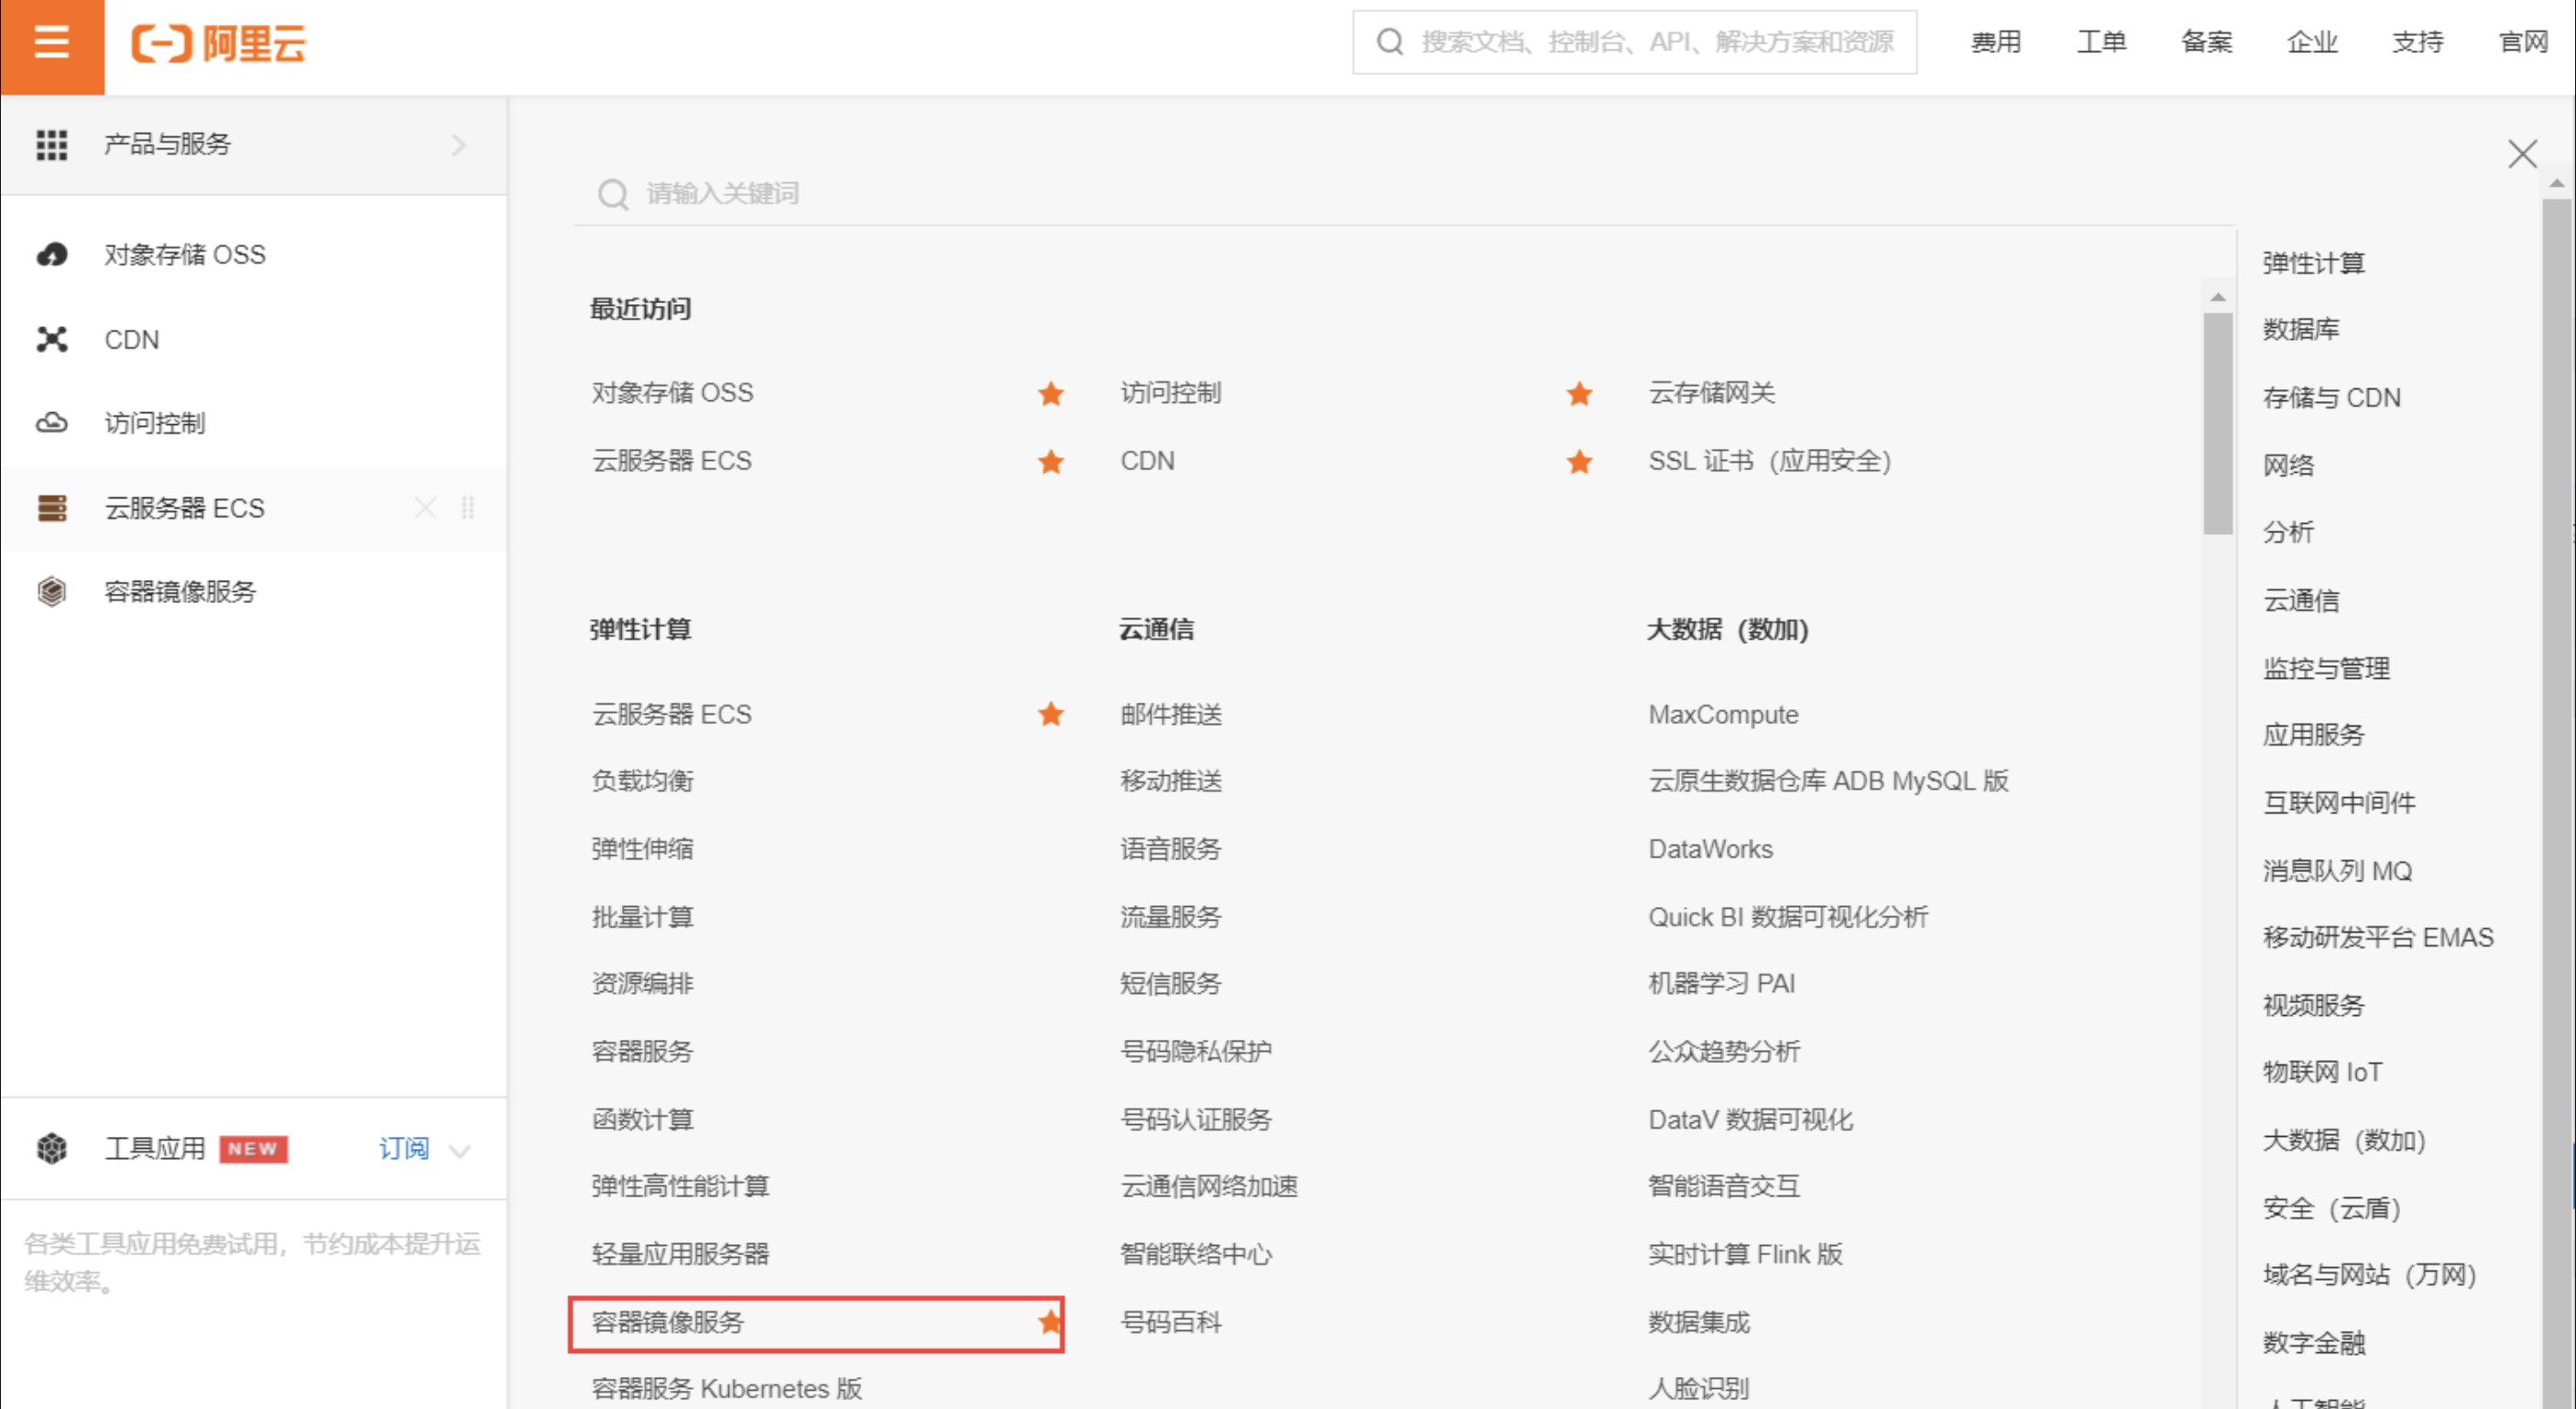 阿里云
搜索文档、控制台、API、解决方案和资源
费用
工单
备案
企业
支持
官网
产品与服务
对象存储 OSS
CDN
访问控制
云服务器 ECS
容器镜像服务
工具应用 NEW 订阅
各类工具应用免费试用，节约成本提升运
维效率。
请输入关键词
最近访问
对象存储 OSS
访问控制
云存储网关
云服务器 ECS
CDN
SSL 证书（应用安全）
弹性计算
云服务器 ECS
负载均衡
弹性伸缩
批量计算
资源编排
容器服务
函数计算
弹性高性能计算
轻量应用服务器
容器镜像服务
容器服务 Kubernetes 版
云通信
邮件推送
移动推送
语音服务
流量服务
短信服务
号码隐私保护
号码认证服务
云通信网络加速
智能联络中心
号码百科
大数据（数加）
MaxCompute
云原生数据仓库 ADB MySQL 版
DataWorks
Quick BI 数据可视化分析
机器学习 PAI
公众趋势分析
DataV 数据可视化
智能语音交互
实时计算 Flink 版
数据集成
人脸识别
弹性计算
数据库
存储与 CDN
网络
分析
云通信
监控与管理
应用服务
互联网中间件
消息队列 MQ
移动研发平台 EMAS
视频服务
物联网 IoT
大数据（数加）
安全（云盾）
域名与网站（万网）
数字金融
人工智能